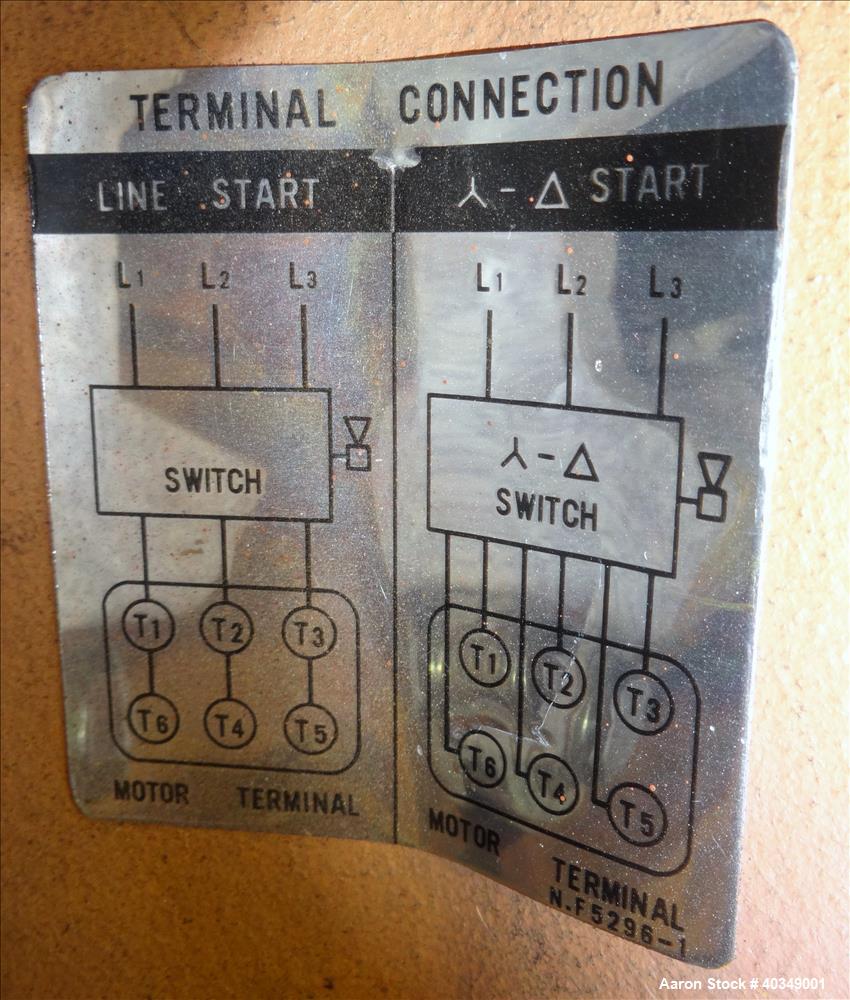 TERMINAL CONNECTION
LINE START
L1 L2 L3
SWITCH
T1 T2 T3
T6 T4 T5
MOTOR TERMINAL
⅄-Δ START
L1 L2 L3
⅄-Δ
SWITCH
T1 T2 T3
T6 T4 T5
MOTOR TERMINAL
N.F5296-1
Aaron Stock # 40349001